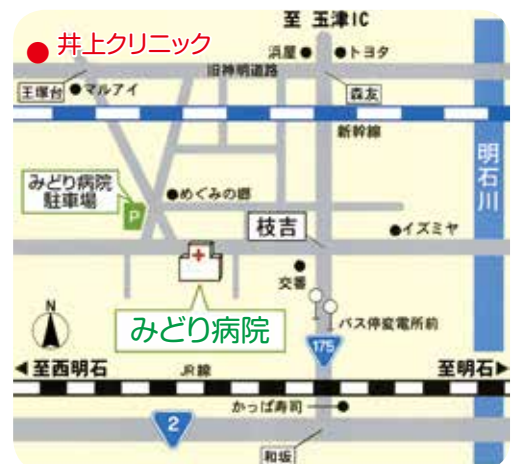 至 玉津IC
井上クリニック
浜屋
トヨタ
旧神明道路
王塚台
マルアイ
森友
新幹線
明石川
みどり病院
駐車場
P
めぐみの郷
枝吉
イズミヤ
交番
N
みどり病院
バス停変電所前
175
至西明石
JR線
至明石
かっぱ寿司
2
和坂